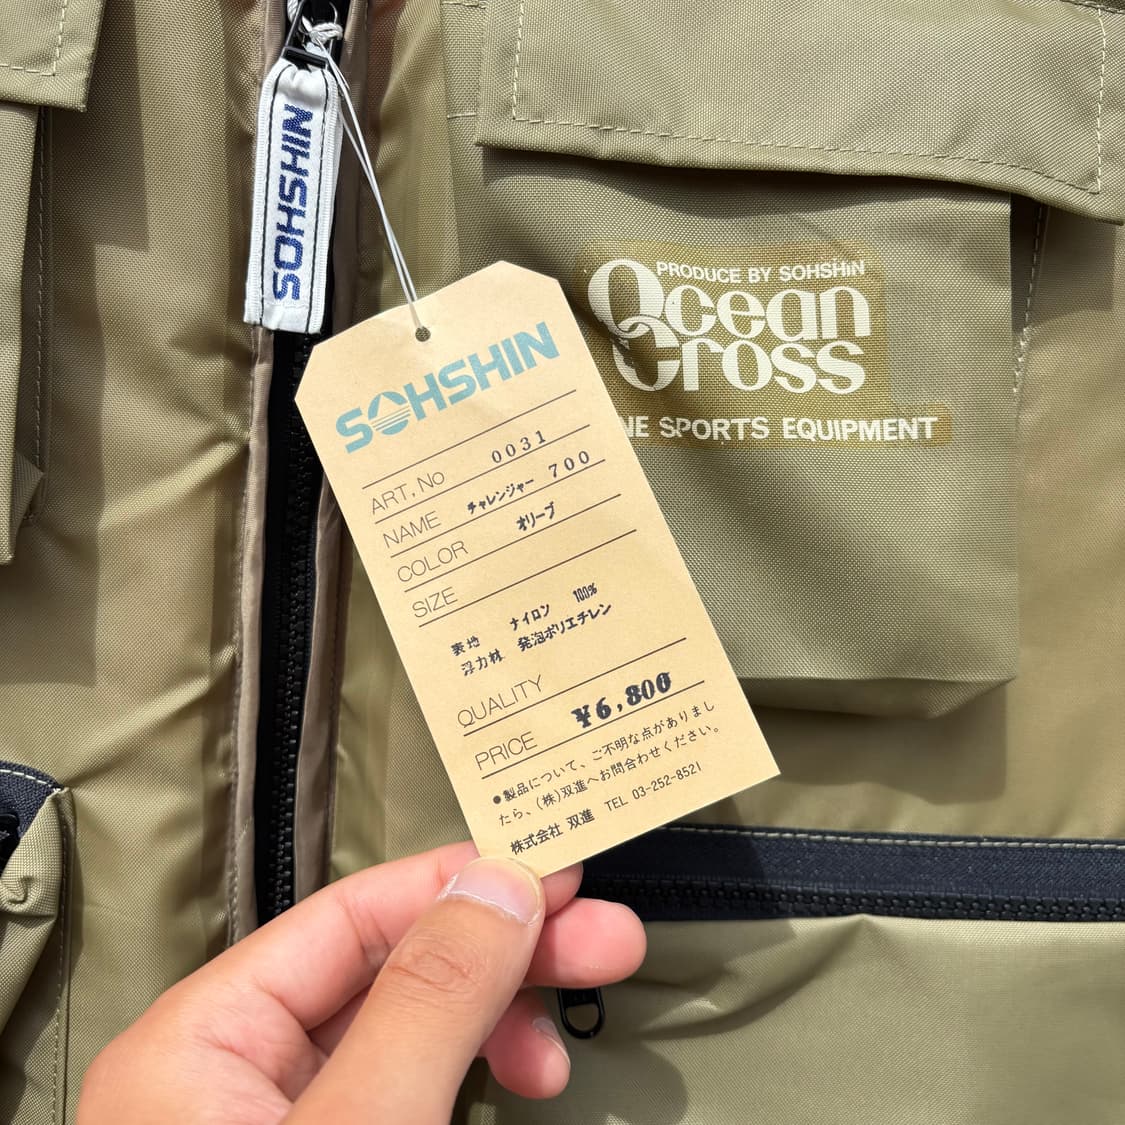 SOHSHIN
PRODUCE BY SOHSHiN
Ocean
Cross
NE SPORTS EQUIPMENT
SOHSHIN
ART, No 0031
NAME チャレンジャー 700
COLOR オリーブ
SIZE
表地 ナイロン 100%
浮力材 発泡ポリエチレン
QUALITY
PRICE ¥6,800
●製品について、ご不明な点がありまし
たら、(株)双進へお問合わせください。
株式会社 双進 TEL 03-252-8521